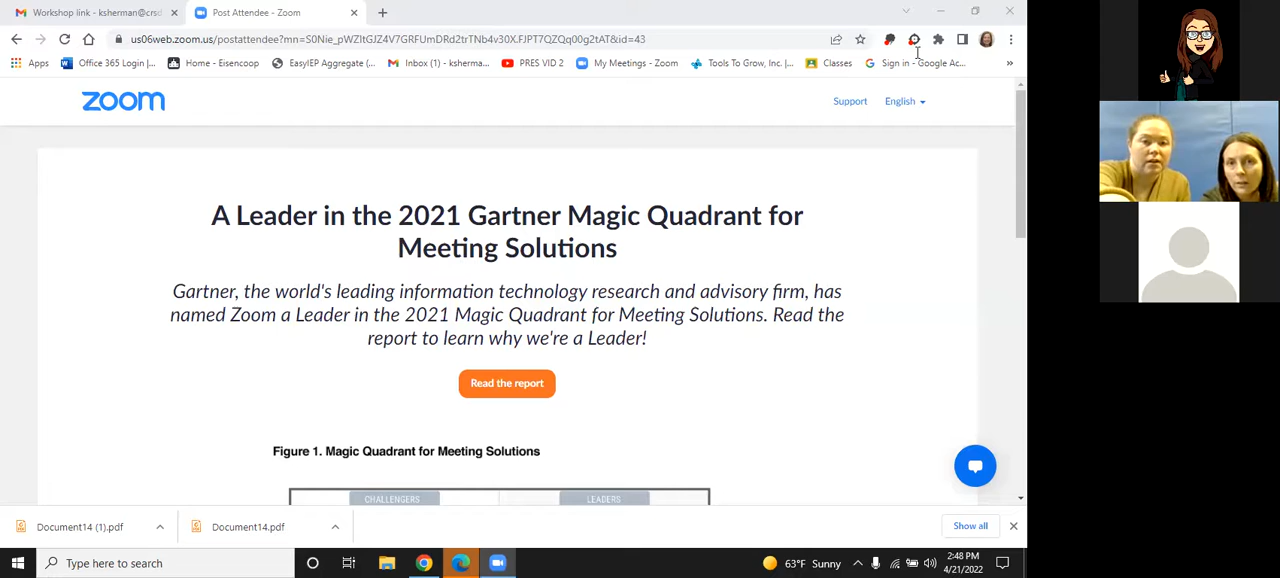 Workshop link - ksherman@crsd
Post Attendee - Zoom
us06web.zoom.us/postattendee?mn=S0Nie_pWZltGJZ4V7GRFUmDRd2trTNb4v30X.FJPT7QZQq00g2tAT&id=43
Apps
Office 365 Login |...
Home - Eisencoop
EasyIEP Aggregate (...
Inbox (1) - ksherma...
PRES VID 2
My Meetings - Zoom
Tools To Grow, Inc. |...
Classes
Sign in - Google Ac...
»
zoom
Support
English
A Leader in the 2021 Gartner Magic Quadrant for
Meeting Solutions
Gartner, the world's leading information technology research and advisory firm, has
named Zoom a Leader in the 2021 Magic Quadrant for Meeting Solutions. Read the
report to learn why we're a Leader!
Read the report
Figure 1. Magic Quadrant for Meeting Solutions
CHALLENGERS
LEADERS
Document14 (1).pdf
Document14.pdf
Show all
Type here to search
63°F Sunny
2:48 PM
4/21/2022